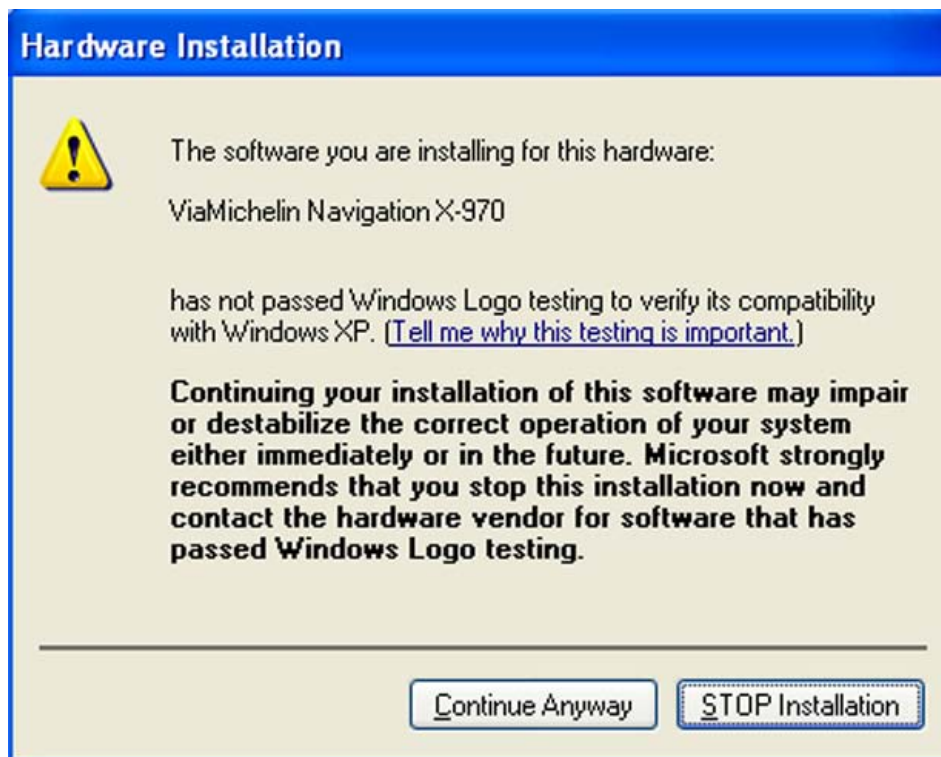 Hardware Installation
The software you are installing for this hardware:
ViaMichelin Navigation X-970
has not passed Windows Logo testing to verify its compatibility
with Windows XP. (Tell me why this testing is important.)
Continuing your installation of this software may impair
or destabilize the correct operation of your system
either immediately or in the future. Microsoft strongly
recommends that you stop this installation now and
contact the hardware vendor for software that has
passed Windows Logo testing.
Continue Anyway
STOP Installation